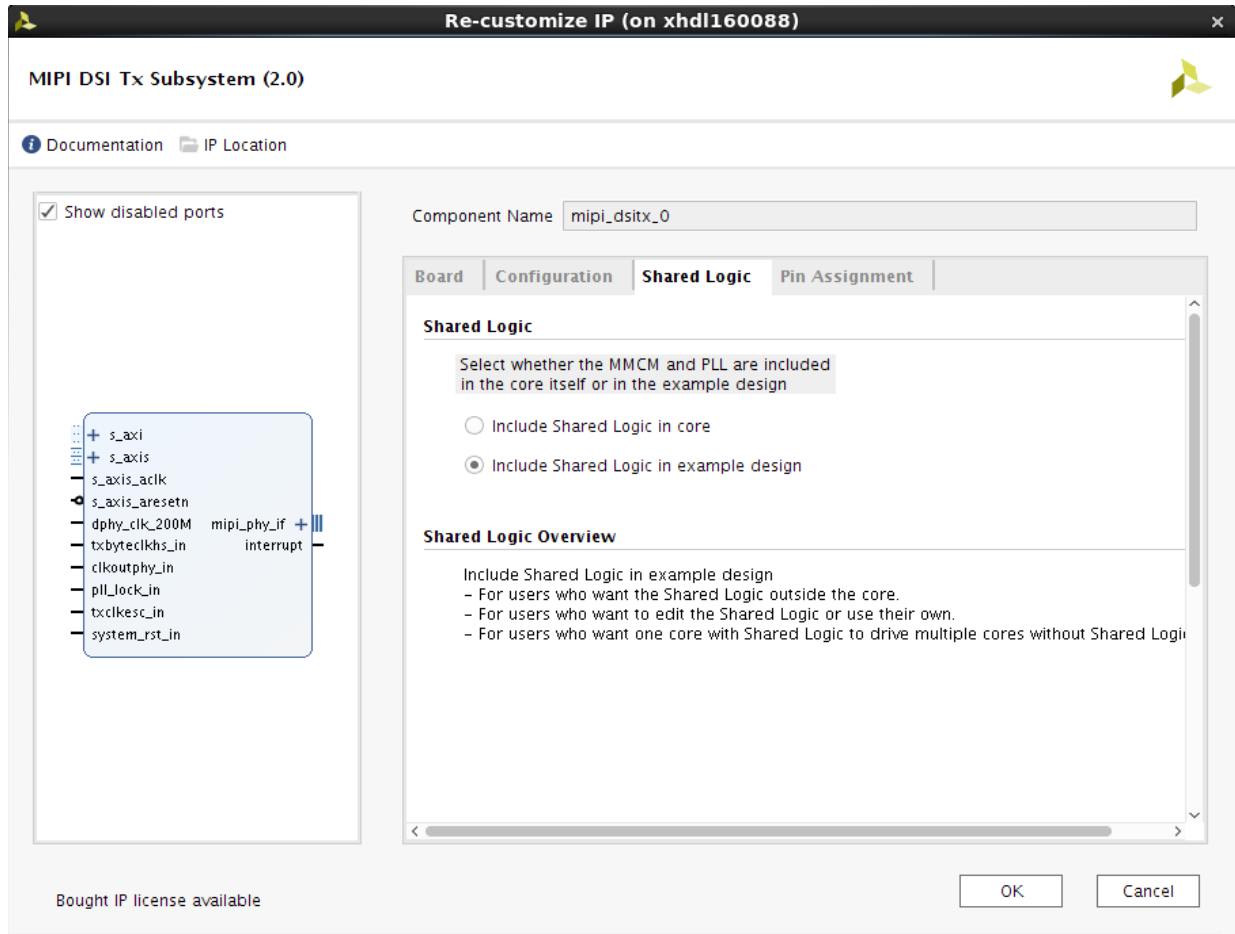 Re-customize IP (on xhdl160088)
×
MIPI DSI Tx Subsystem (2.0)
Documentation IP Location
Show disabled ports
s_axi
s_axis
s_axis_aclk
s_axis_aresetn
dphy_clk_200M mipi_phy_if
txbyteclkhs_in interrupt
clkoutphy_in
pll_lock_in
txclkesc_in
system_rst_in
Component Name mipi_dsitx_0
Board Configuration Shared Logic Pin Assignment
Shared Logic
Select whether the MMCM and PLL are included
in the core itself or in the example design
Include Shared Logic in core
Include Shared Logic in example design
Shared Logic Overview
Include Shared Logic in example design
– For users who want the Shared Logic outside the core.
– For users who want to edit the Shared Logic or use their own.
– For users who want one core with Shared Logic to drive multiple cores without Shared Logi
Bought IP license available
OK Cancel